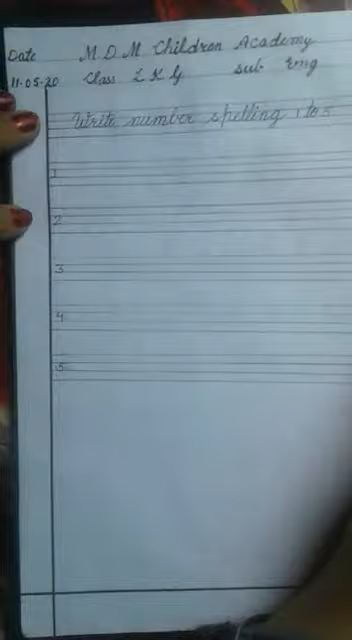 Date M D M Children Academy
11-05-20 Class L K G sub- Eng
Write number spelling 1 to 5
1
2
3
4
5